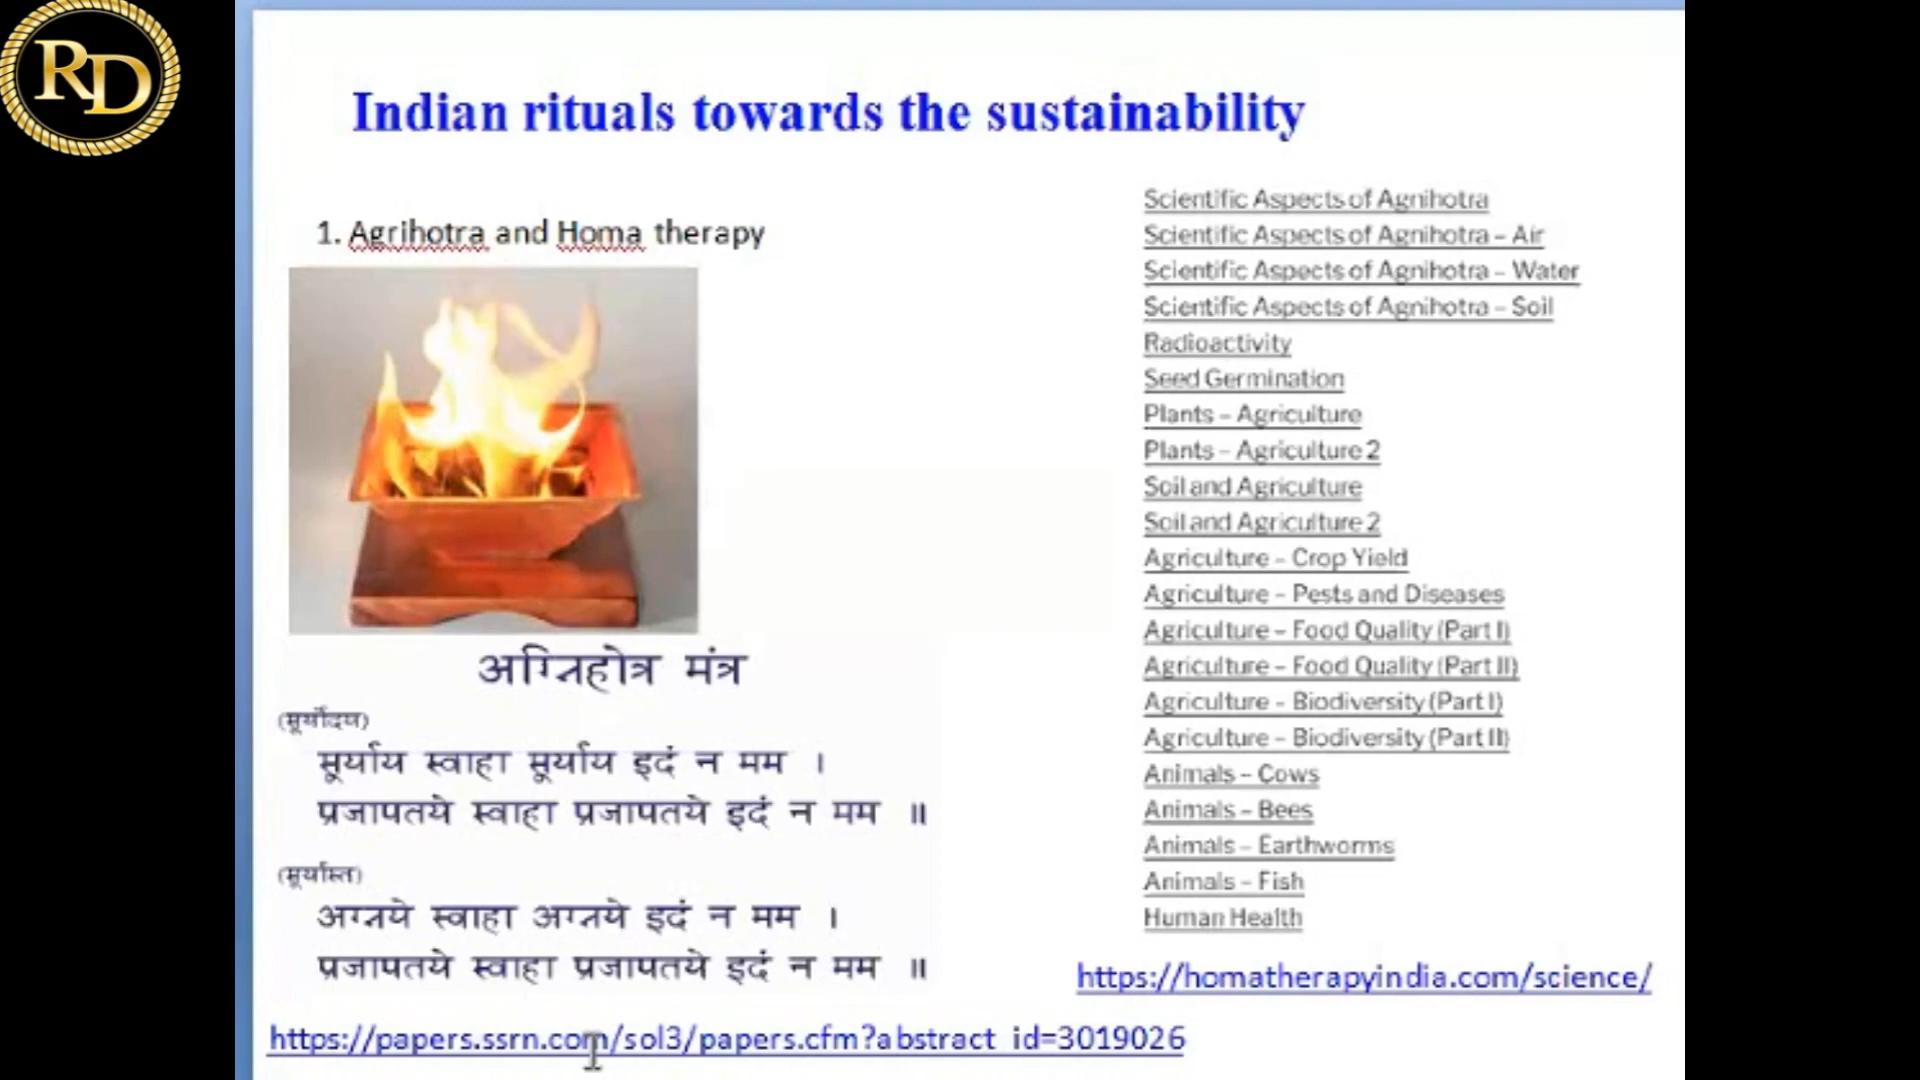 RD
Indian rituals towards the sustainability
1. Agrihotra and Homa therapy
अग्निहोत्र मंत्र
(सूर्योदय)
सूर्याय स्वाहा सूर्याय इदं न मम ।
प्रजापतये स्वाहा प्रजापतये इदं न मम ॥
(सूर्यास्त)
अग्नये स्वाहा अग्नये इदं न मम ।
प्रजापतये स्वाहा प्रजापतये इदं न मम ॥
https://papers.ssrn.com/sol3/papers.cfm?abstract_id=3019026
Scientific Aspects of Agnihotra
Scientific Aspects of Agnihotra – Air
Scientific Aspects of Agnihotra – Water
Scientific Aspects of Agnihotra – Soil
Radioactivity
Seed Germination
Plants – Agriculture
Plants – Agriculture 2
Soil and Agriculture
Soil and Agriculture 2
Agriculture – Crop Yield
Agriculture – Pests and Diseases
Agriculture – Food Quality (Part I)
Agriculture – Food Quality (Part II)
Agriculture – Biodiversity (Part I)
Agriculture – Biodiversity (Part II)
Animals – Cows
Animals – Bees
Animals – Earthworms
Animals – Fish
Human Health
https://homatherapyindia.com/science/